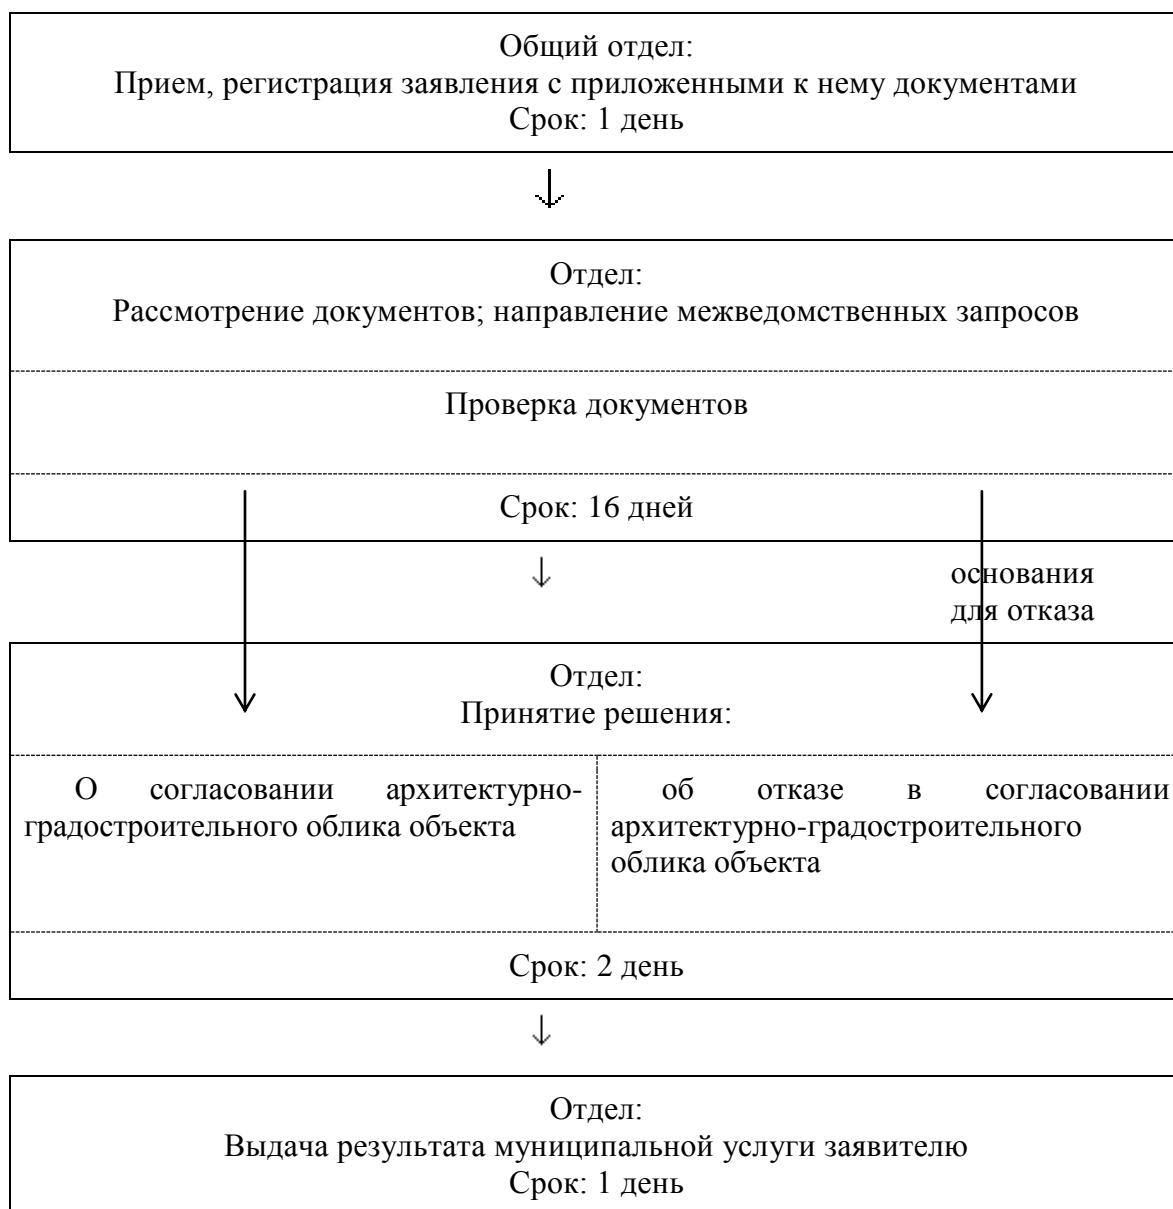 Общий отдел:
Прием, регистрация заявления с приложенными к нему документами
Срок: 1 день
Отдел:
Рассмотрение документов; направление межведомственных запросов
Проверка документов
Срок: 16 дней
основания
для отказа
Отдел:
Принятие решения:
О согласовании архитектурно-
градостроительного облика объекта
об отказе в согласовании
архитектурно-градостроительного
облика объекта
Срок: 2 день
Отдел:
Выдача результата муниципальной услуги заявителю
Срок: 1 день